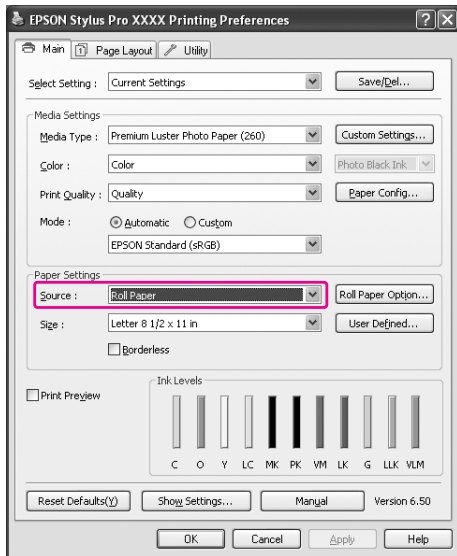 EPSON Stylus Pro XXXX Printing Preferences
Main Page Layout Utility
Select Setting : Current Settings Save/Del...
Media Settings
Media Type : Premium Luster Photo Paper (260) Custom Settings...
Color : Color Photo Black Ink
Print Quality : Quality Paper Config...
Mode : Automatic Custom
EPSON Standard (sRGB)
Paper Settings
Source : Roll Paper Roll Paper Option...
Size : Letter 8 1/2 x 11 in User Defined...
Borderless
Print Preview
Ink Levels
C O Y LC MK PK VM LK G LLK VLM
Reset Defaults(Y) Show Settings... Manual Version 6.50
OK Cancel Apply Help